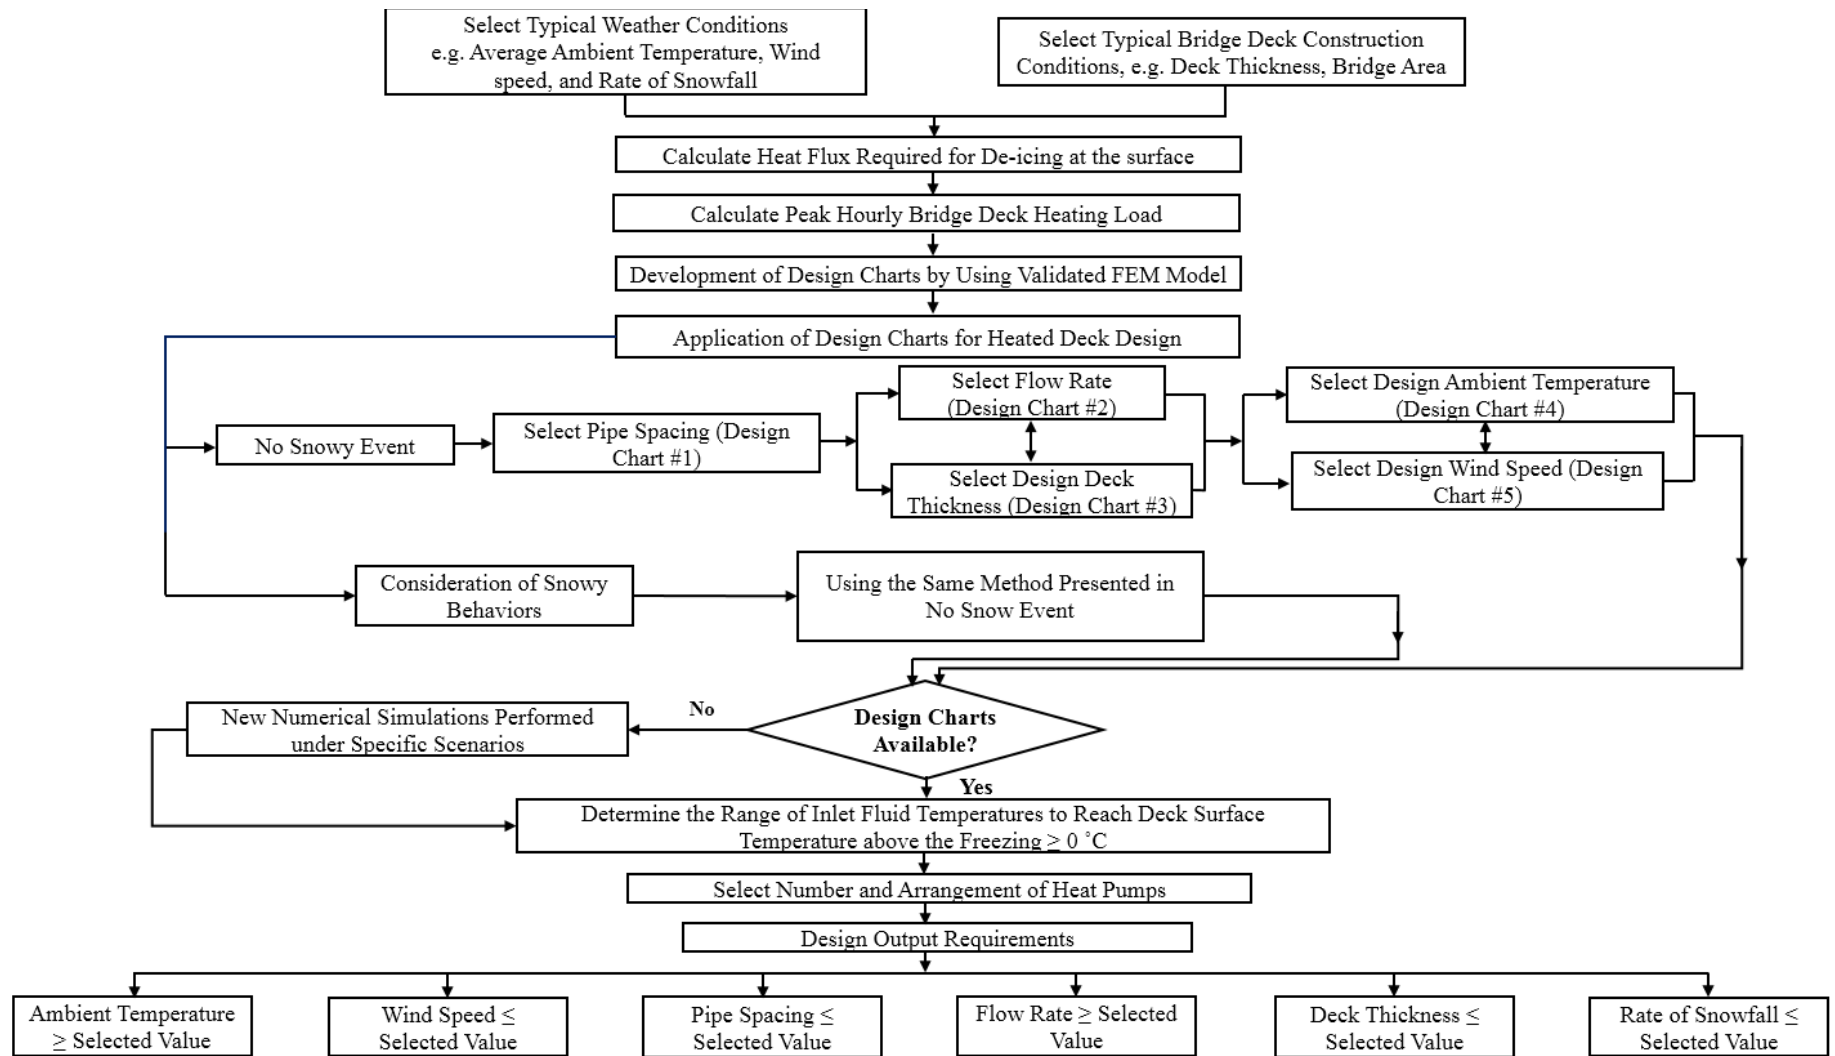 Select Typical Weather Conditions
e.g. Average Ambient Temperature, Wind
speed, and Rate of Snowfall
Select Typical Bridge Deck Construction
Conditions, e.g. Deck Thickness, Bridge Area
Calculate Heat Flux Required for De-icing at the surface
Calculate Peak Hourly Bridge Deck Heating Load
Development of Design Charts by Using Validated FEM Model
Application of Design Charts for Heated Deck Design
No Snowy Event
Select Pipe Spacing (Design
Chart #1)
Select Flow Rate
(Design Chart #2)
Select Design Deck
Thickness (Design Chart #3)
Select Design Ambient Temperature
(Design Chart #4)
Select Design Wind Speed (Design
Chart #5)
Consideration of Snowy
Behaviors
Using the Same Method Presented in
No Snow Event
Design Charts
Available?
No
New Numerical Simulations Performed
under Specific Scenarios
Yes
Determine the Range of Inlet Fluid Temperatures to Reach Deck Surface
Temperature above the Freezing ≥ 0 ˚C
Select Number and Arrangement of Heat Pumps
Design Output Requirements
Ambient Temperature
≥ Selected Value
Wind Speed ≤
Selected Value
Pipe Spacing ≤
Selected Value
Flow Rate ≥ Selected
Value
Deck Thickness ≤
Selected Value
Rate of Snowfall ≤
Selected Value